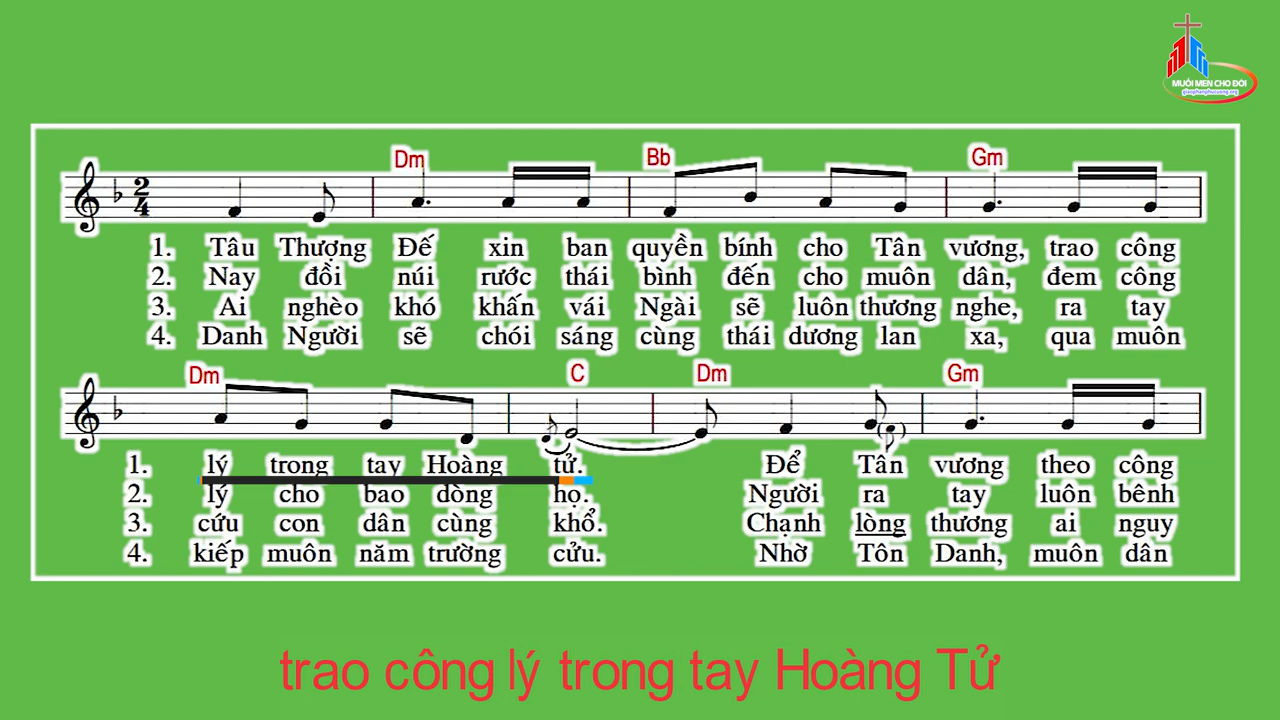 MUỐI MEN CHO ĐỜI
giaophanphucuong.org
Dm Bb Gm
2
4
1. Tâu Thượng Đế xin ban quyền bính cho Tân vương, trao công
2. Nay đồi núi rước thái bình đến cho muôn dân, đem công
3. Ai nghèo khó khấn vái Ngài sẽ luôn thương nghe, ra tay
4. Danh Người sẽ chói sáng cùng thái dương lan xa, qua muôn
Dm C Dm Gm
1. lý trong tay Hoàng tử. Để Tân vương theo công
2. lý cho bao dòng họ. Người ra tay luôn bênh
3. cứu con dân cùng khổ. Chạnh lòng thương ai nguy
4. kiếp muôn năm trường cửu. Nhờ Tôn Danh, muôn dân
trao công lý trong tay Hoàng Tử